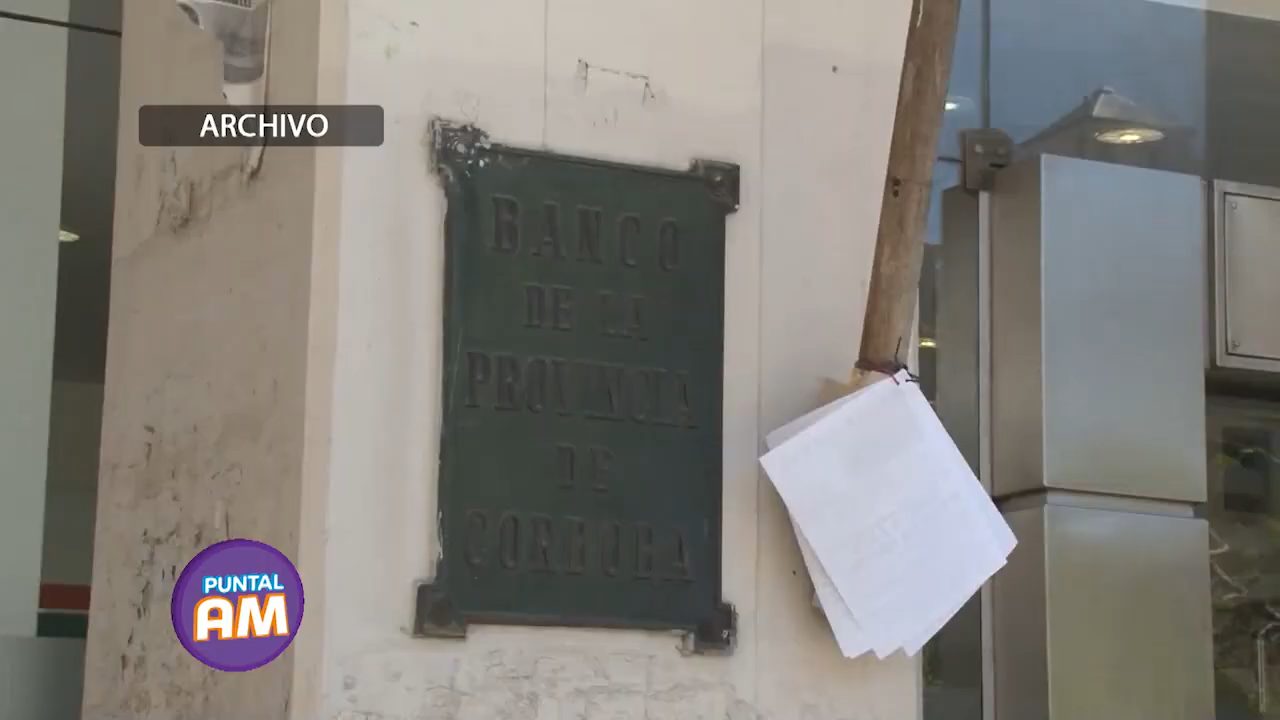 ARCHIVO
BANCO
DE LA
PROVINCIA
DE
CORDOBA
PUNTAL
AM